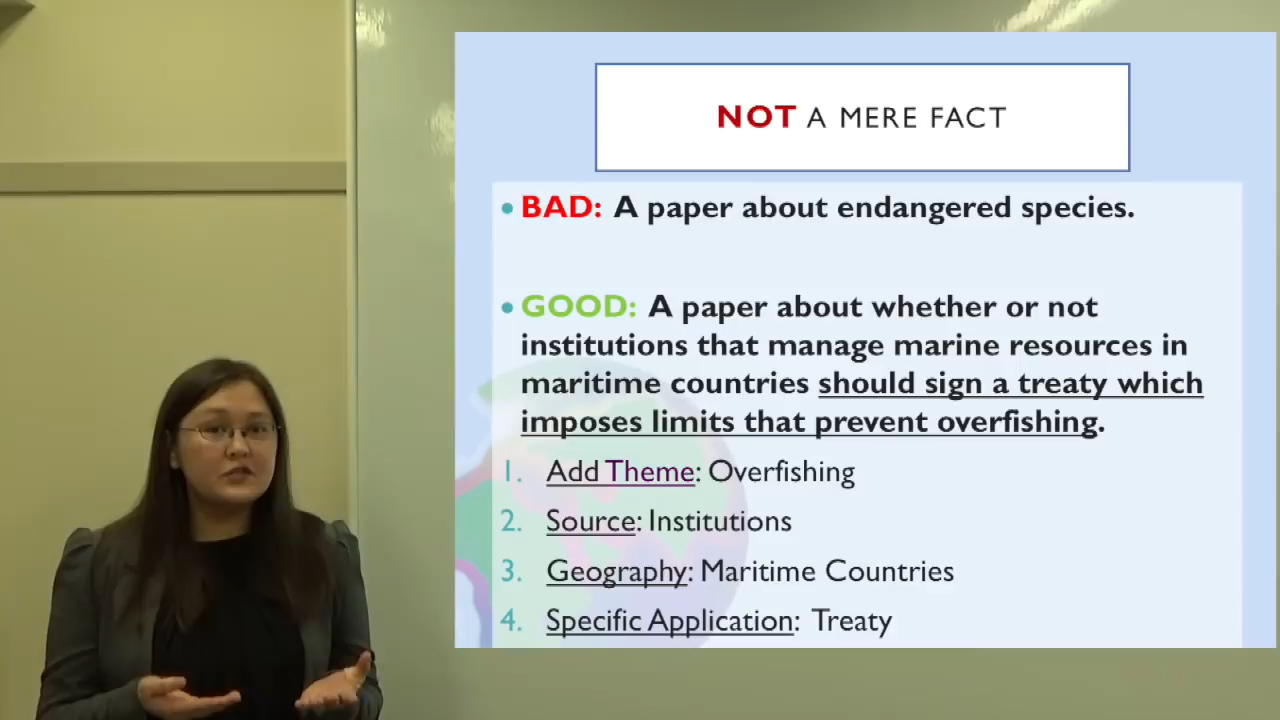 NOT A MERE FACT
• BAD: A paper about endangered species.
• GOOD: A paper about whether or not
institutions that manage marine resources in
maritime countries should sign a treaty which
imposes limits that prevent overfishing.
1. Add Theme: Overfishing
2. Source: Institutions
3. Geography: Maritime Countries
4. Specific Application: Treaty